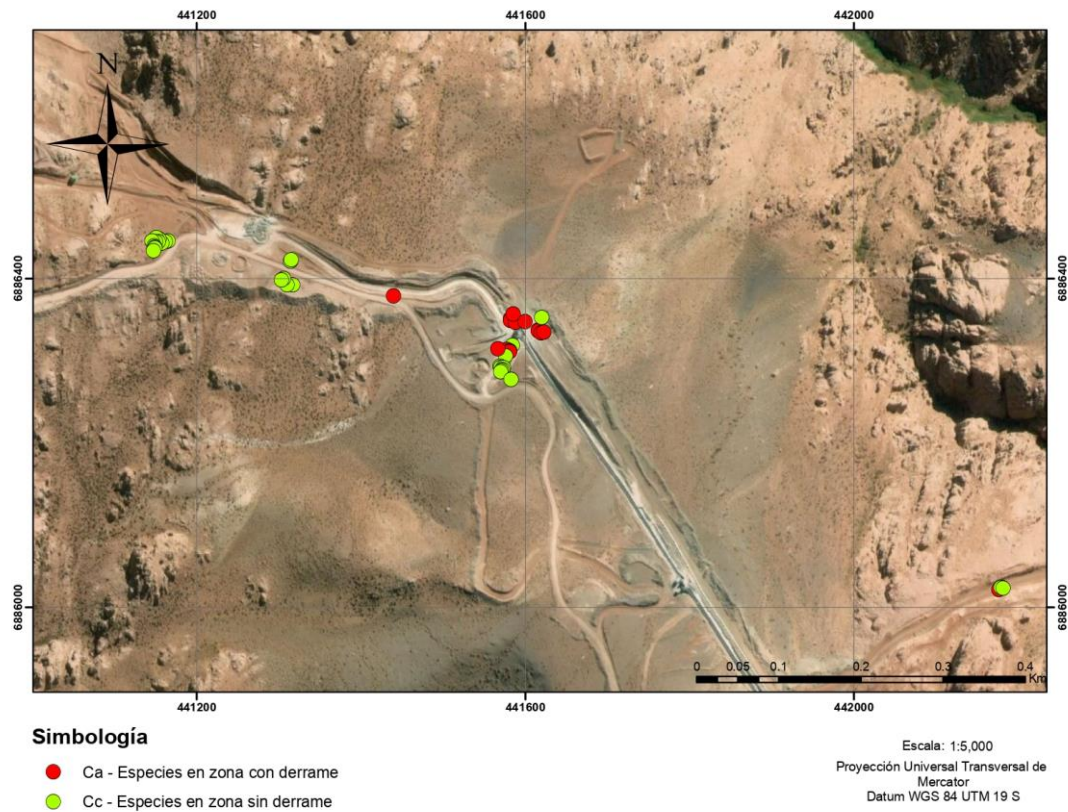 441200 441600 442000
N
6886400 6886400
6886000 6886000
0 0.05 0.1 0.2 0.3 0.4
Km
441200 441600 442000
Simbología
Ca - Especies en zona con derrame
Cc - Especies en zona sin derrame
Escala: 1:5,000
Proyección Universal Transversal de
Mercator
Datum WGS 84 UTM 19 S